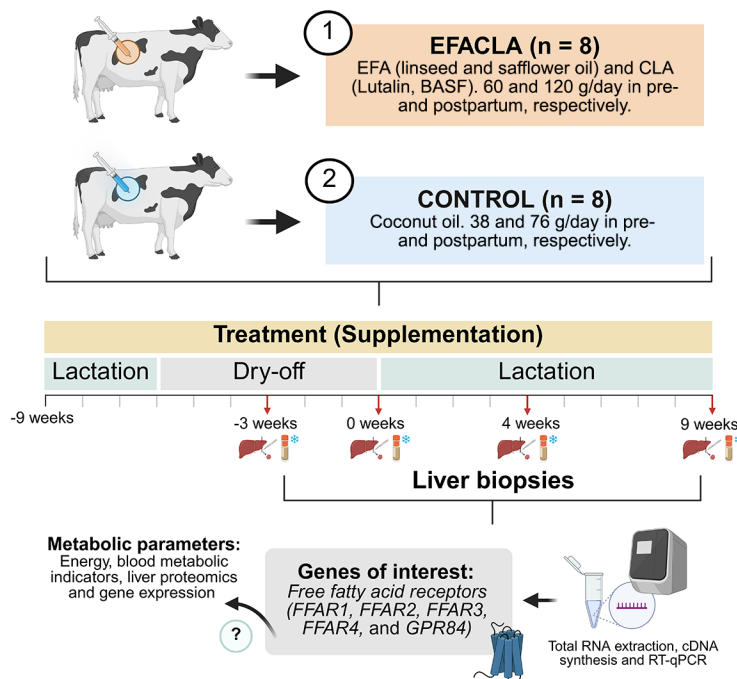 1
EFACLA (n = 8)
EFA (linseed and safflower oil) and CLA
(Lutalin, BASF). 60 and 120 g/day in pre-
and postpartum, respectively.
2
CONTROL (n = 8)
Coconut oil. 38 and 76 g/day in pre-
and postpartum, respectively.
Treatment (Supplementation)
Lactation Dry-off Lactation
-9 weeks -3 weeks 0 weeks 4 weeks 9 weeks
Liver biopsies
Metabolic parameters:
Energy, blood metabolic
indicators, liver proteomics
and gene expression
?
Genes of interest:
Free fatty acid receptors
(FFAR1, FFAR2, FFAR3,
FFAR4, and GPR84)
Total RNA extraction, cDNA
synthesis and RT-qPCR